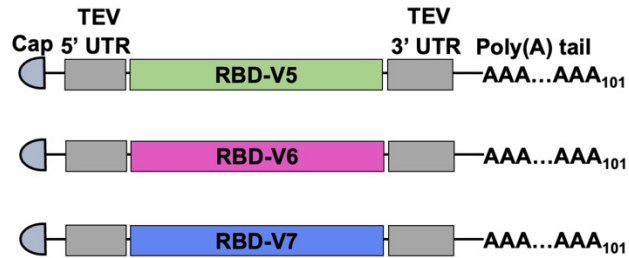 TEV TEV
Cap 5' UTR 3' UTR Poly(A) tail
RBD-V5 AAA...AAA101
RBD-V6 AAA...AAA101
RBD-V7 AAA...AAA101